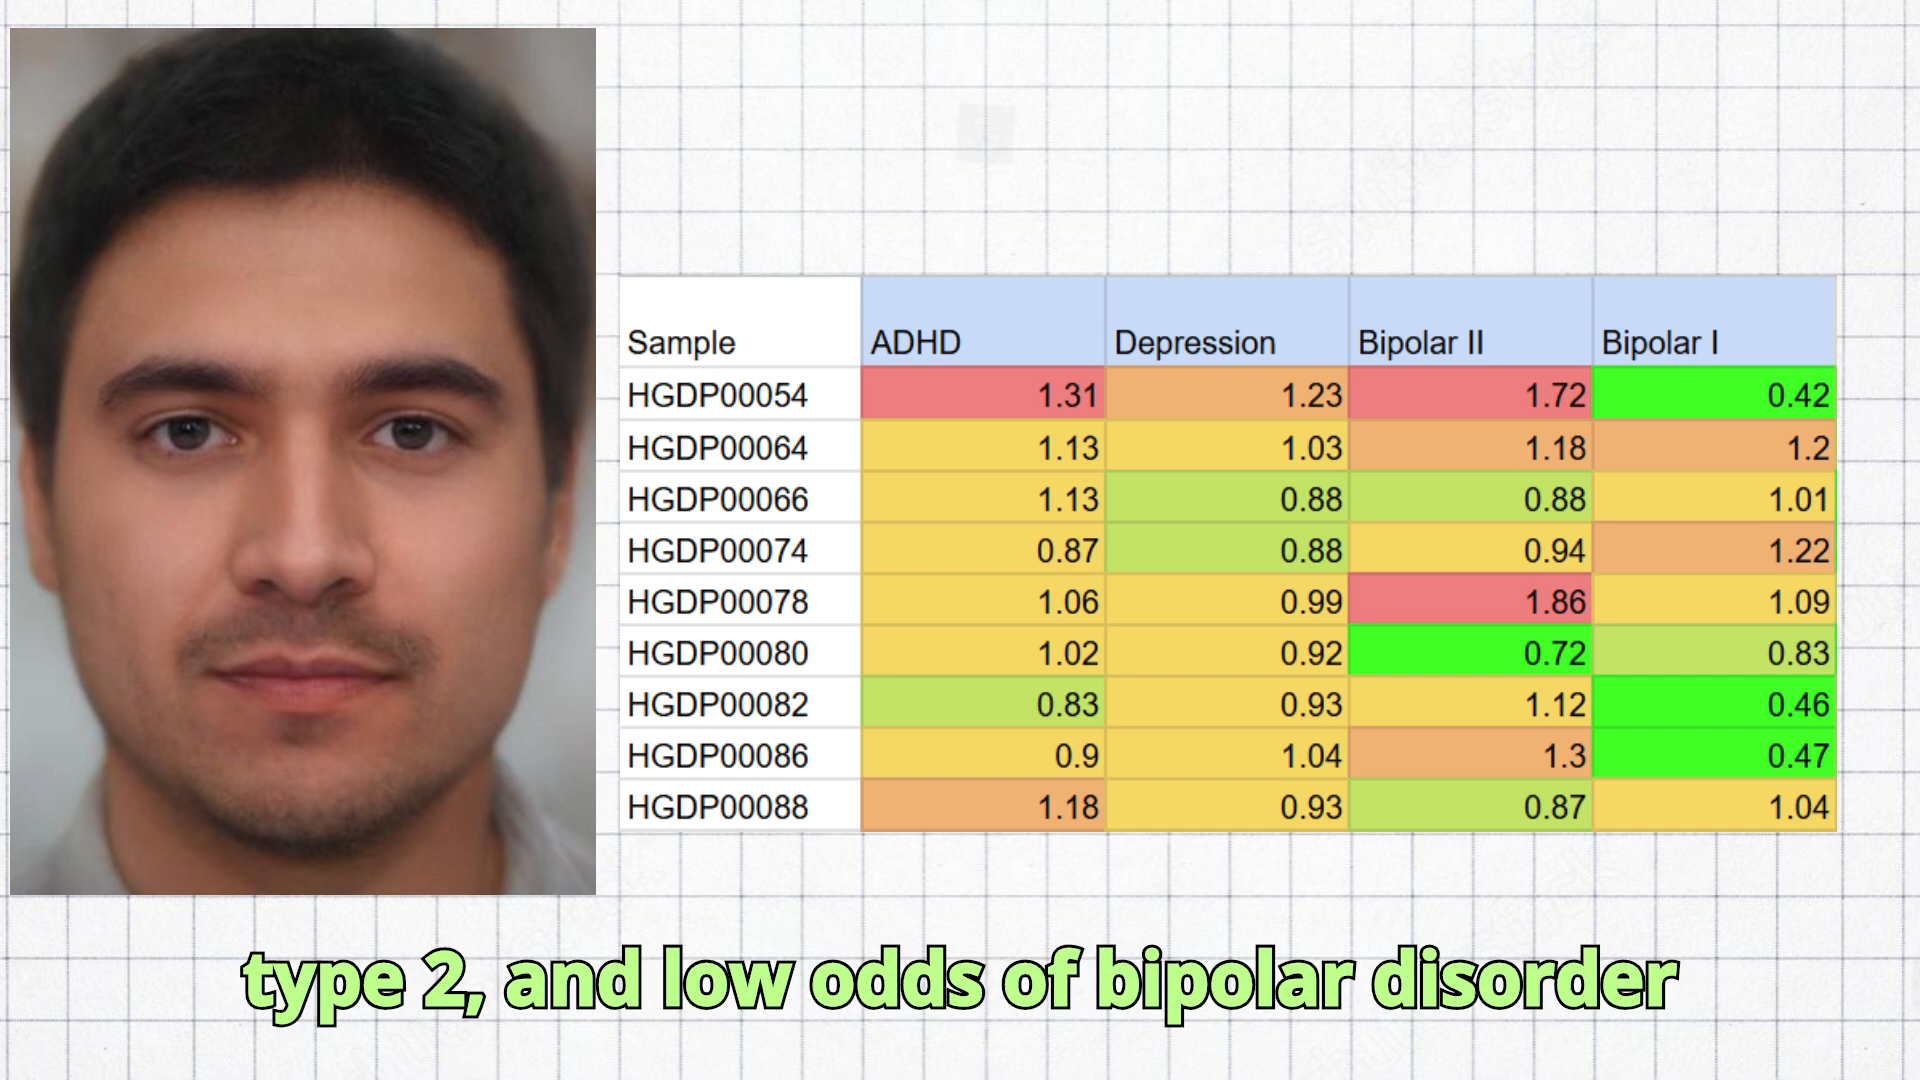 Sample ADHD Depression Bipolar II Bipolar I
HGDP00054 1.31 1.23 1.72 0.42
HGDP00064 1.13 1.03 1.18 1.2
HGDP00066 1.13 0.88 0.88 1.01
HGDP00074 0.87 0.88 0.94 1.22
HGDP00078 1.06 0.99 1.86 1.09
HGDP00080 1.02 0.92 0.72 0.83
HGDP00082 0.83 0.93 1.12 0.46
HGDP00086 0.9 1.04 1.3 0.47
HGDP00088 1.18 0.93 0.87 1.04
type 2, and low odds of bipolar disorder